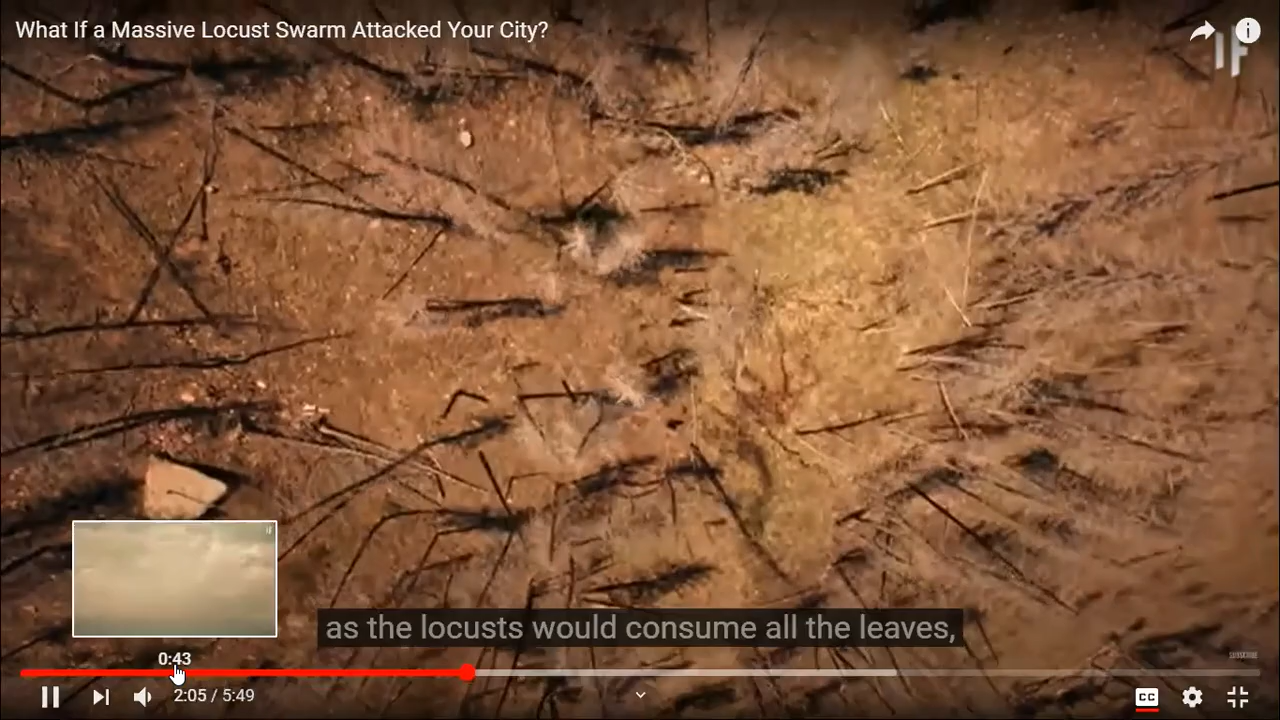 What If a Massive Locust Swarm Attacked Your City?
IF
as the locusts would consume all the leaves,
0:43
SUBSCRIBE
2:05 / 5:49
CC